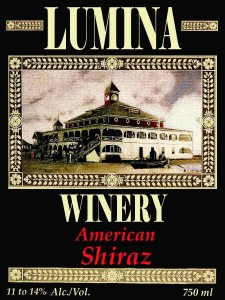 LUMINA
WINERY
American
Shiraz
11 to 14% Alc./Vol. 750 ml